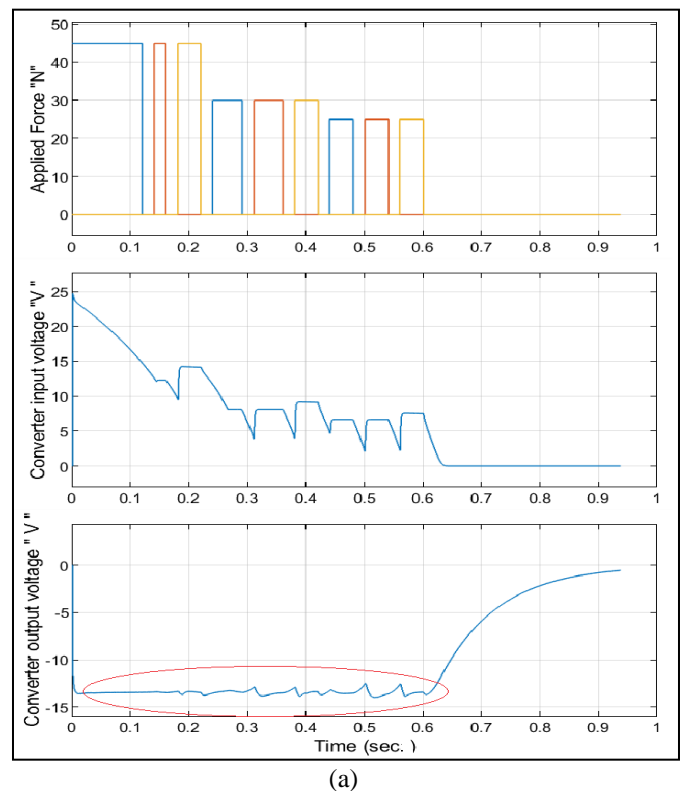 Applied Force "N"
50
40
30
20
10
0
0 0.1 0.2 0.3 0.4 0.5 0.6 0.7 0.8 0.9 1
Converter input voltage "V"
25
20
15
10
5
0
0 0.1 0.2 0.3 0.4 0.5 0.6 0.7 0.8 0.9 1
Converter output voltage " V "
0
-5
-10
-15
0 0.1 0.2 0.3 0.4 0.5 0.6 0.7 0.8 0.9 1
Time (sec. )
(a)